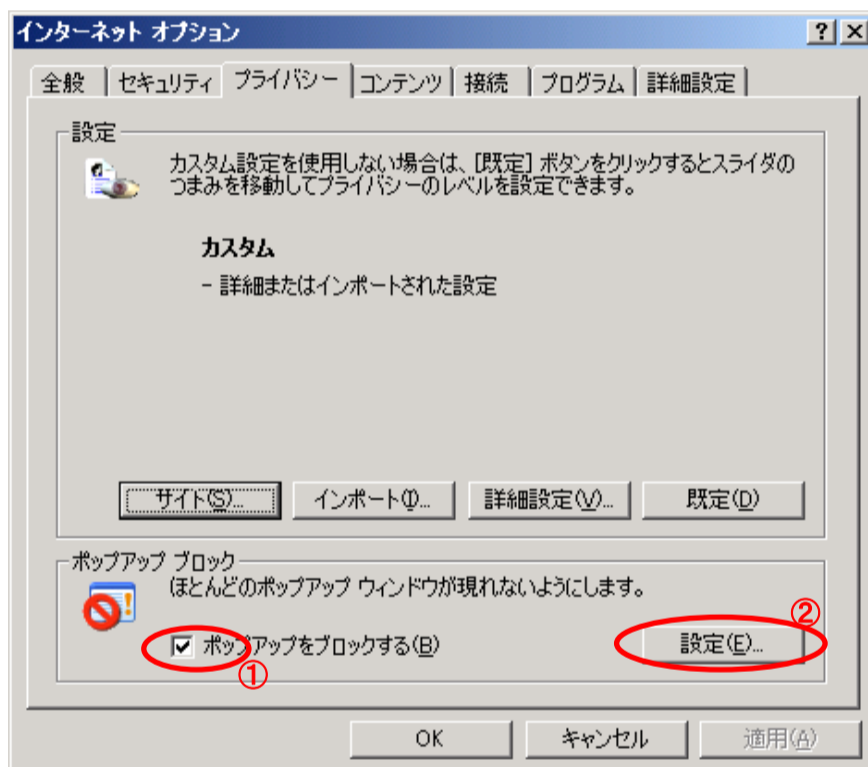 インターネット オプション
全般 セキュリティ プライバシー コンテンツ 接続 プログラム 詳細設定
設定
カスタム設定を使用しない場合は、[既定] ボタンをクリックするとスライダの
つまみを移動してプライバシーのレベルを設定できます。
カスタム
- 詳細またはインポートされた設定
サイト(S)... インポート(I)... 詳細設定(V)... 既定(D)
ポップアップ ブロック
ほとんどのポップアップ ウィンドウが現れないようにします。
②
ポップアップをブロックする(B) 設定(E)...
①
OK キャンセル 適用(A)